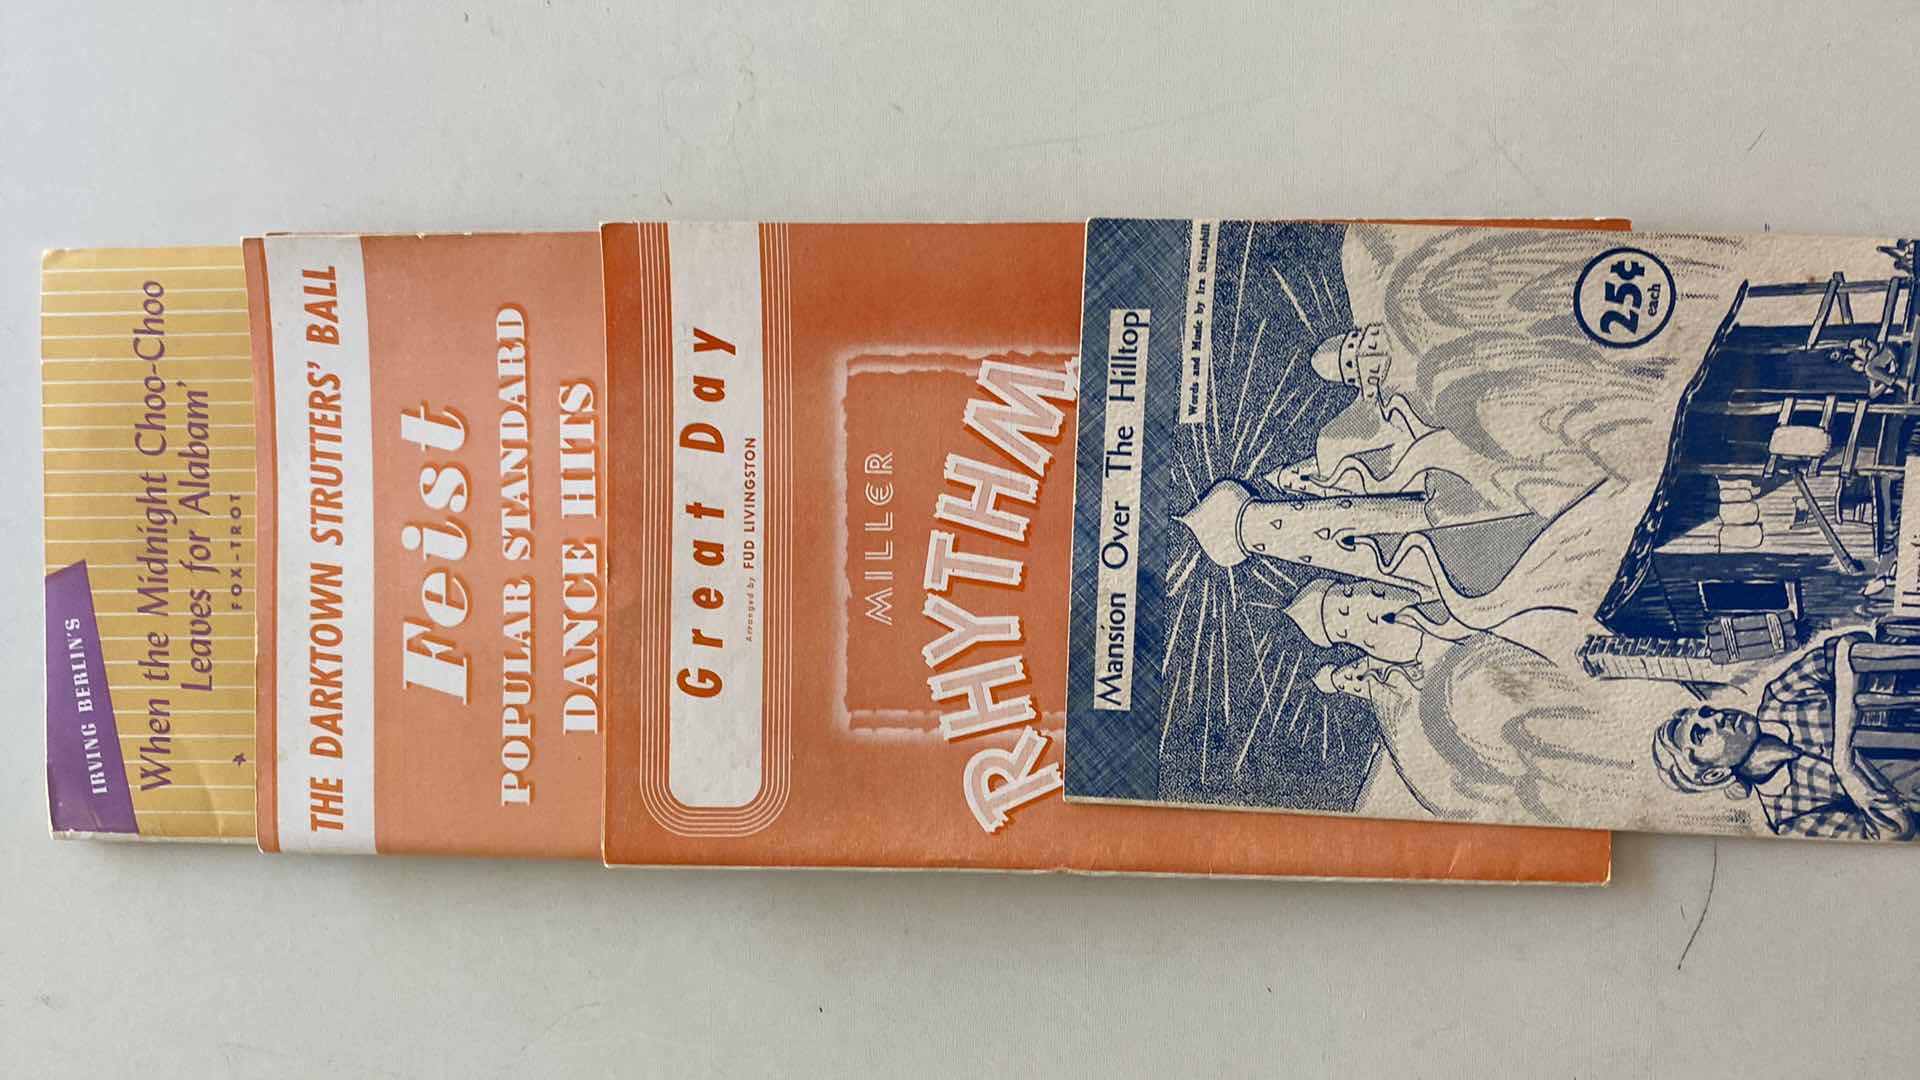 IRVING BERLIN'S
When the Midnight Choo-Choo
Leaves for Alabam'
FOX-TROT
THE DARKTOWN STRUTTERS' BALL
Feist
POPULAR STANDARD
DANCE HITS
Great Day
Arranged by FUD LIVINGSTON
MILLER
RHYTHM
Mansion Over The Hilltop
Words and Music by Ira Stanphill
25¢
each